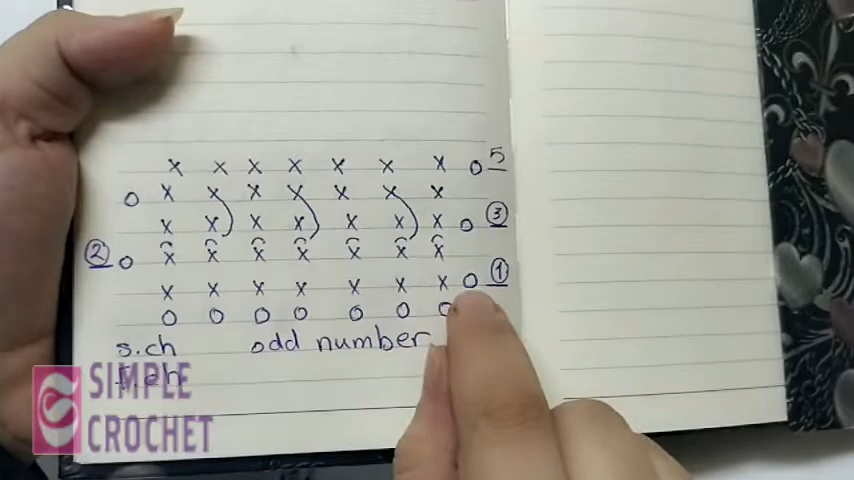 x x x x x x x o 5
o x x x x x x x
x x x x x x x o 3
2 o x x x x x x x
x x x x x x x o 1
o o o o o o o
s.ch odd number
SIMPLE
CROCHET